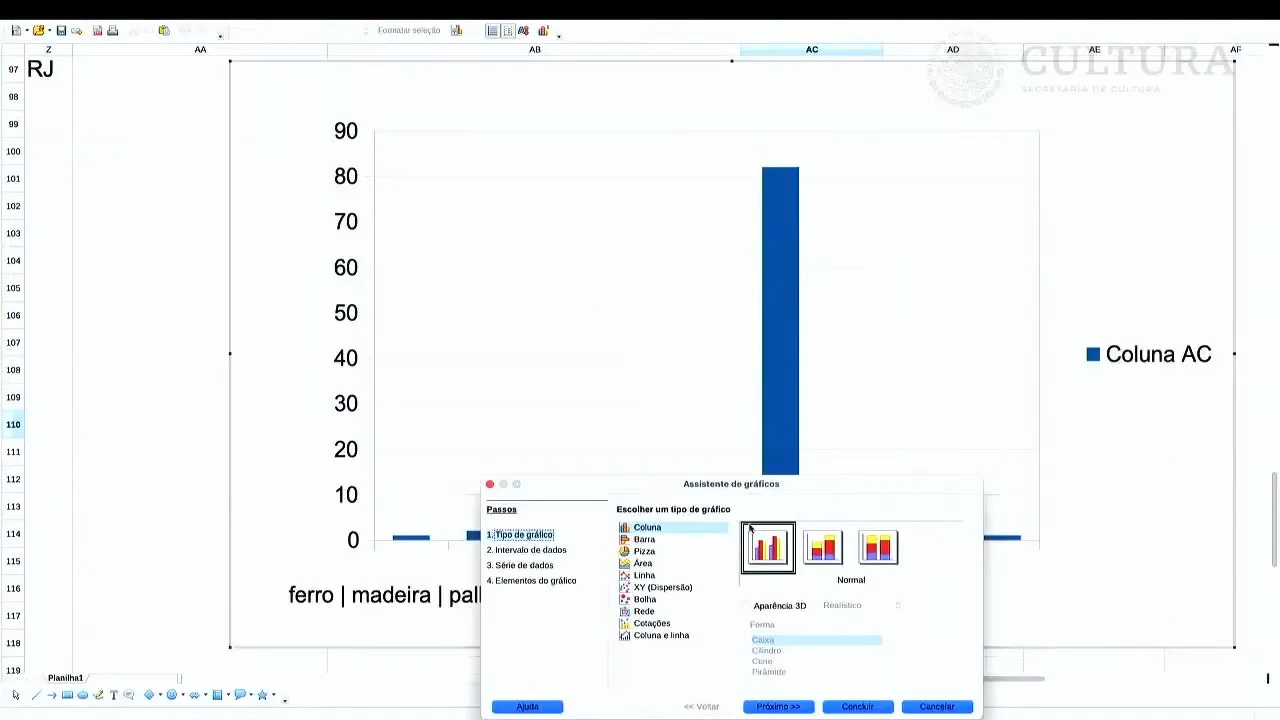 Formatar seleção
Z AA AB AC AD AE AF
97 RJ
98
99
100
101
102
103
104
105
106
107
108
109
110
111
112
113
114
115
116
117
118
119
CULTURA
SECRETARÍA DE CULTURA
90
80
70
60
50
40
30
20
10
0
Coluna AC
ferro | madeira | pal
Assistente de gráficos
Passos
1. Tipo de gráfico
2. Intervalo de dados
3. Série de dados
4. Elementos do gráfico
Escolher um tipo de gráfico
Coluna
Barra
Pizza
Área
Linha
XY (Dispersão)
Bolha
Rede
Cotações
Coluna e linha
Normal
Aparência 3D Realístico
Forma
Caixa
Cilindro
Cone
Pirâmide
Ajuda << Voltar Próximo >> Concluir Cancelar
Planilha1